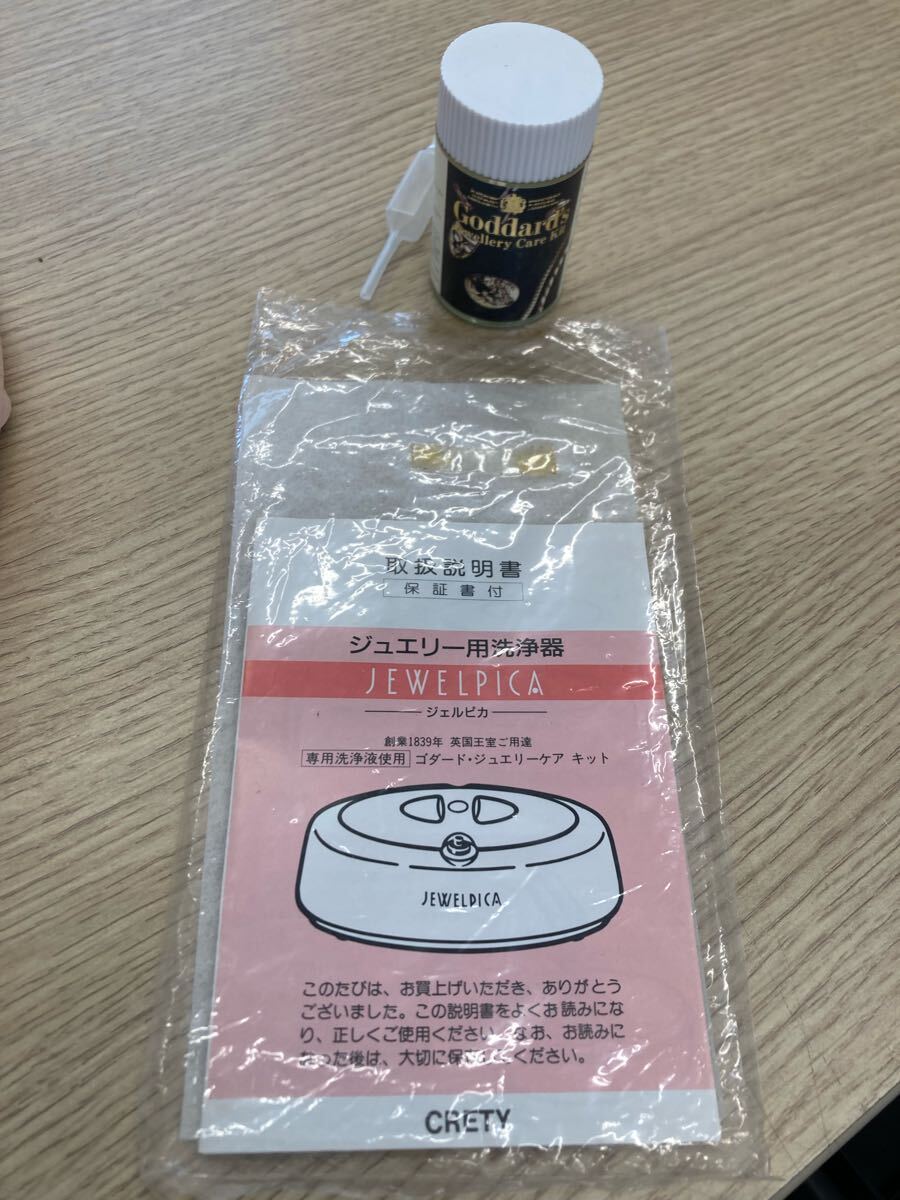 Goddard's
Jewellery Care Kit
取扱説明書
保証書付
ジュエリー用洗浄器
JEWELPICA
ジェルピカ
創業1839年 英国王室ご用達
専用洗浄液使用 ゴダード・ジュエリーケア キット
JEWELPICA
このたびは、お買上げいただき、ありがとう
ございました。この説明書をよくお読みにな
り、正しくご使用ください。なお、お読みに
なった後は、大切に保 ください。
CRETY